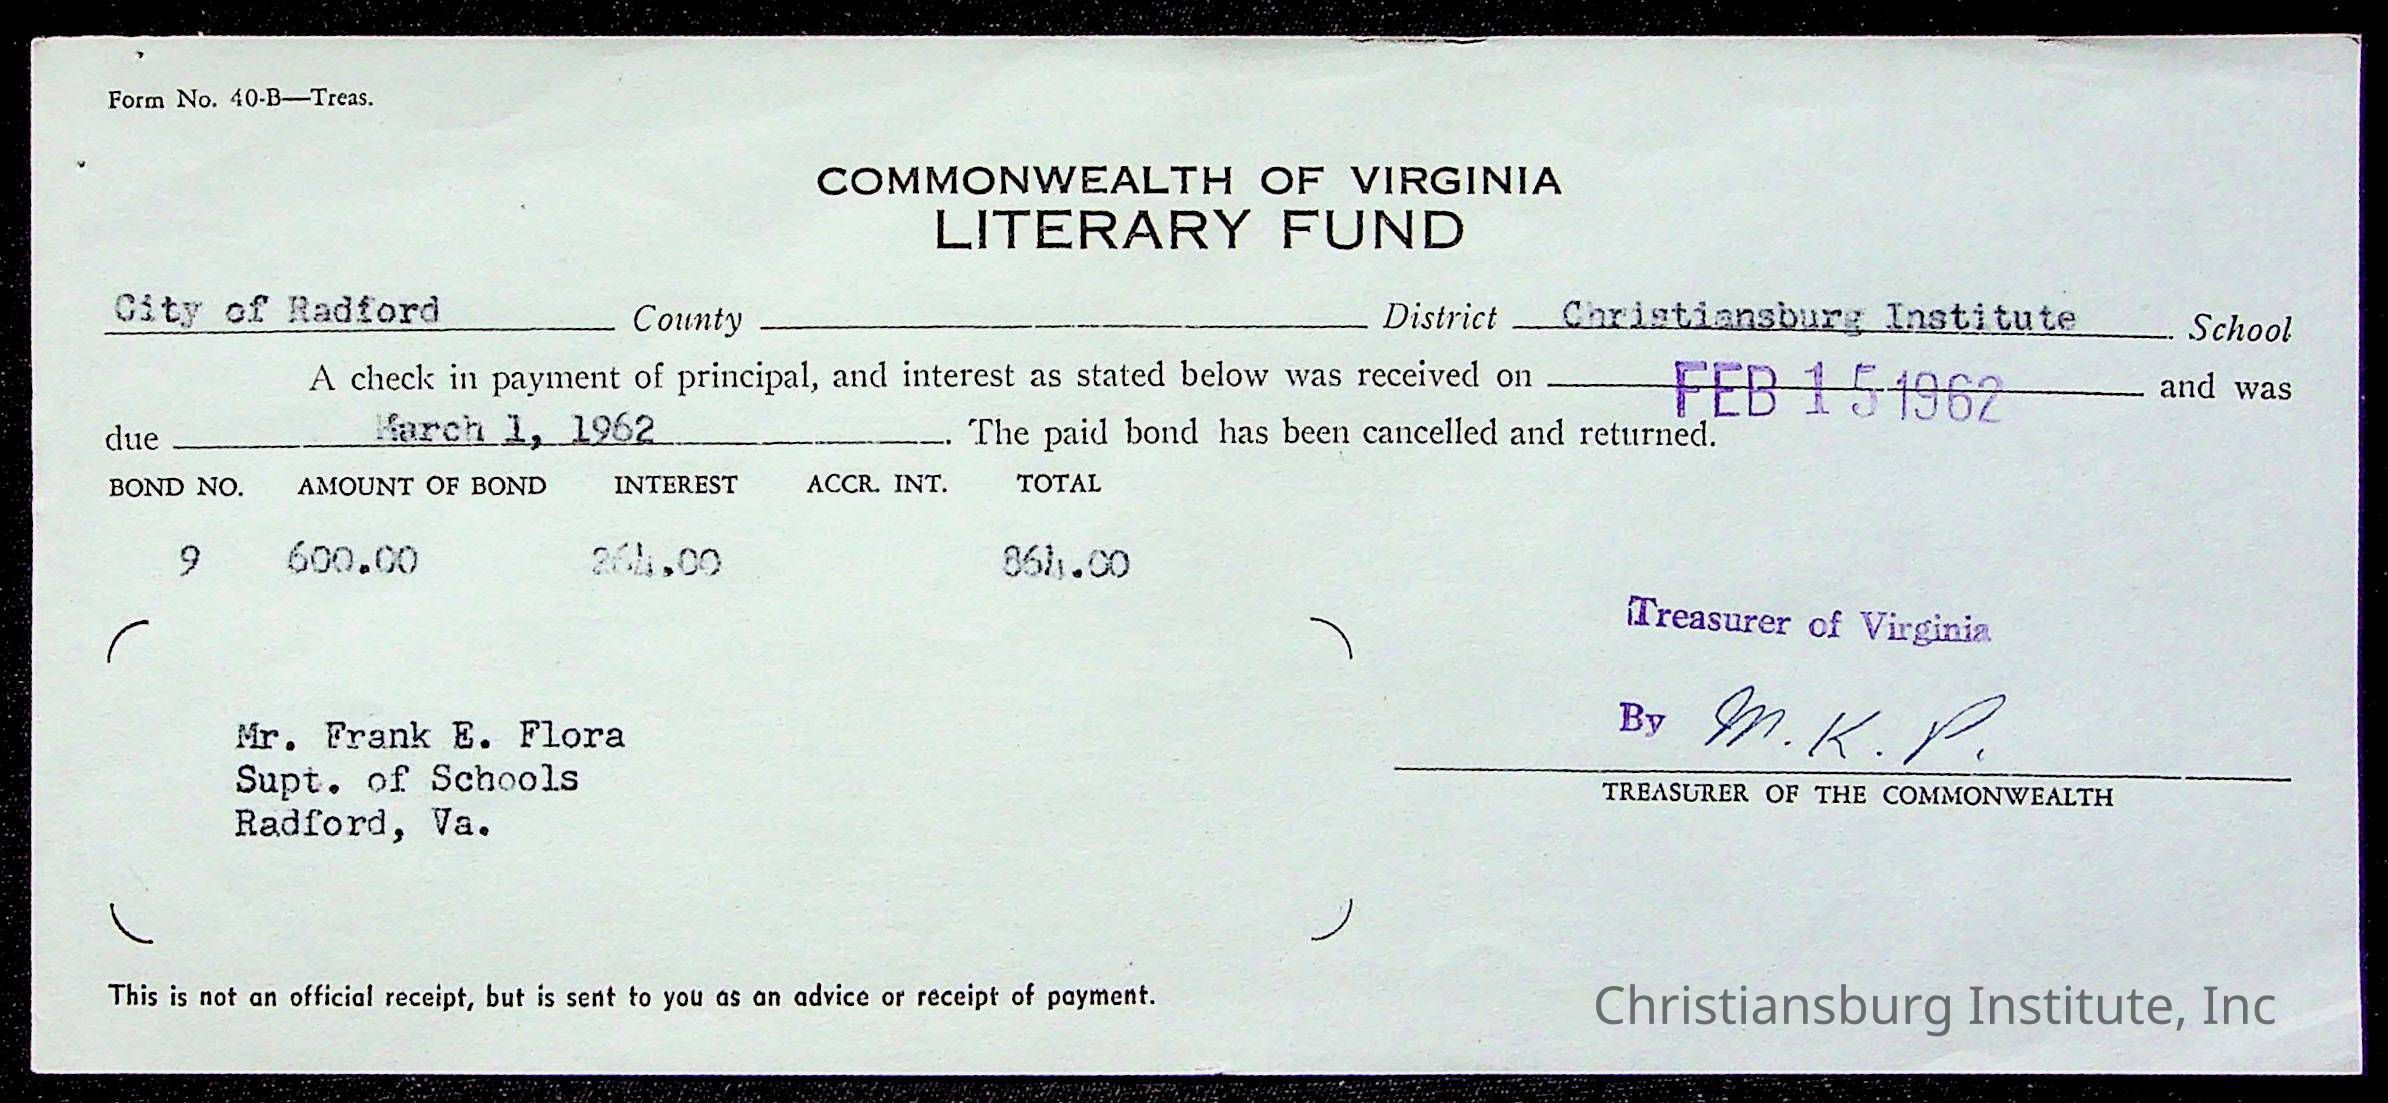 Form No. 40-B—Treas.
COMMONWEALTH OF VIRGINIA
LITERARY FUND
City of Radford County District Christiansburg Institute School
A check in payment of principal, and interest as stated below was received on FEB 15 1962 and was
due March 1, 1962. The paid bond has been cancelled and returned.
BOND NO. AMOUNT OF BOND INTEREST ACCR. INT. TOTAL
9 600.00 264.00 864.00
Treasurer of Virginia
By M. K. P.
TREASURER OF THE COMMONWEALTH
Mr. Frank E. Flora
Supt. of Schools
Radford, Va.
This is not an official receipt, but is sent to you as an advice or receipt of payment.
Christiansburg Institute, Inc